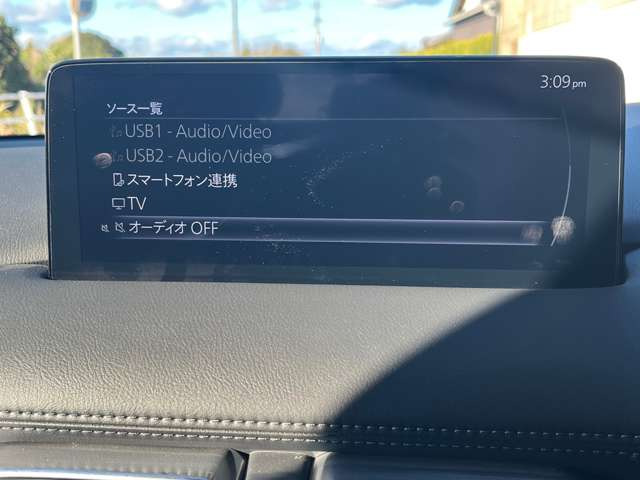 3:09pm
ソース一覧
USB1 - Audio/Video
USB2 - Audio/Video
スマートフォン連携
TV
オーディオ OFF